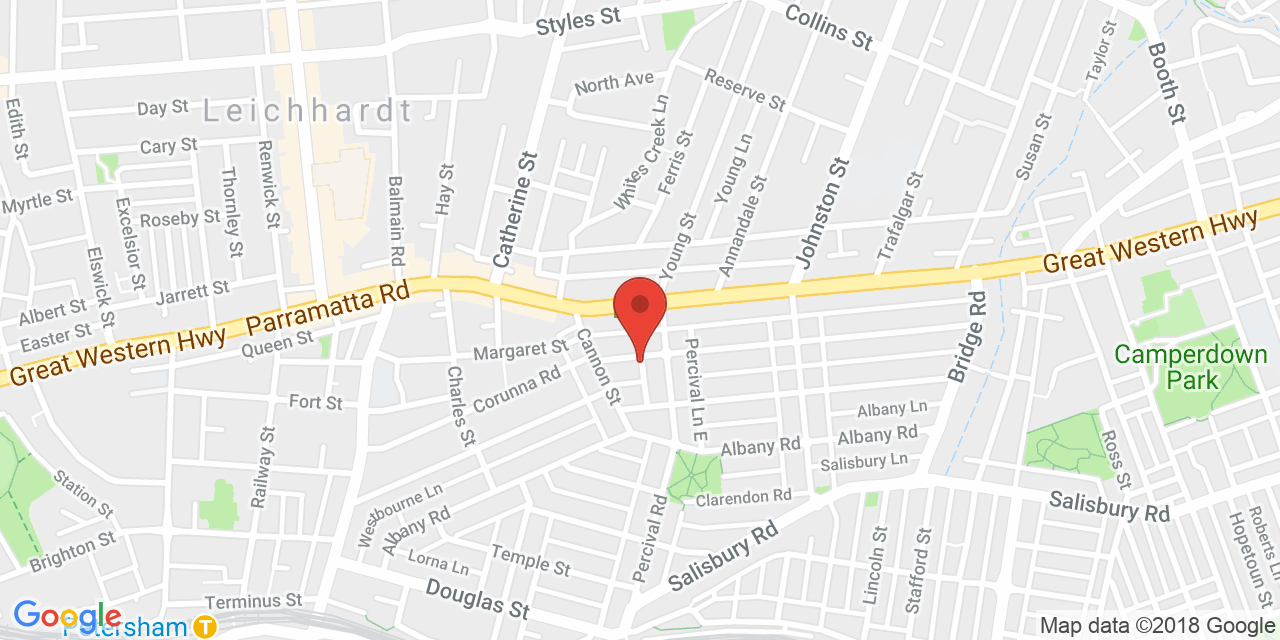 Styles St
Collins St
Taylor St
Booth St
North Ave
Reserve St
Edith St
Day St
Leichhardt
Whites Creek Ln
Ferris St
Young Ln
Susan St
Cary St
Renwick St
Thornley St
Balmain Rd
Hay St
Catherine St
Annandale St
Johnston St
Trafalgar St
Myrtle St
Excelsior St
Roseby St
Young St
Great Western Hwy
Elswick St
Jarrett St
Albert St
Easter St
Parramatta Rd
Queen St
Great Western Hwy
Bridge Rd
Camperdown
Park
Margaret St
Cannon St
Percival Ln E
Corunna Rd
Charles St
Fort St
Albany Ln
Albany Rd
Albany Rd
Salisbury Ln
Ross St
Railway St
Station St
Westbourne Ln
Albany Rd
Clarendon Rd
Salisbury Rd
Percival Rd
Salisbury Rd
Lincoln St
Stafford St
Hopetoun St
Roberts Ln
Brighton St
Lorna Ln
Temple St
Douglas St
Terminus St
Google
Petersham T
Map data ©2018 Google